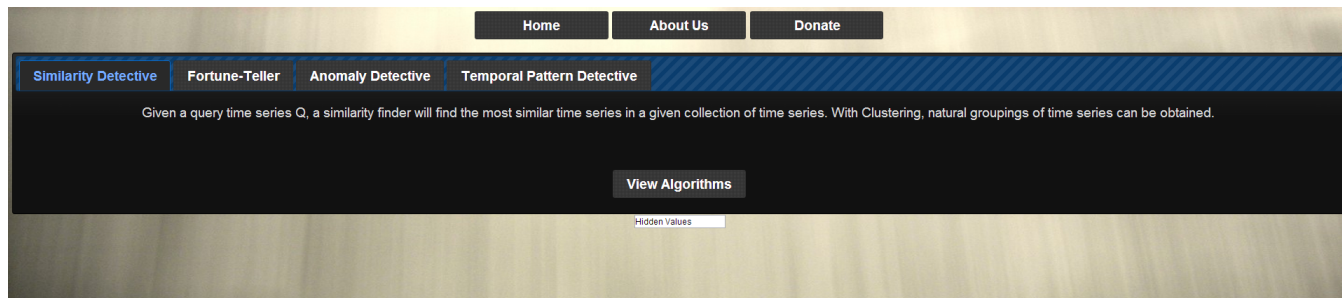 Home About Us Donate
Similarity Detective Fortune-Teller Anomaly Detective Temporal Pattern Detective
Given a query time series Q, a similarity finder will find the most similar time series in a given collection of time series. With Clustering, natural groupings of time series can be obtained.
View Algorithms
Hidden Values